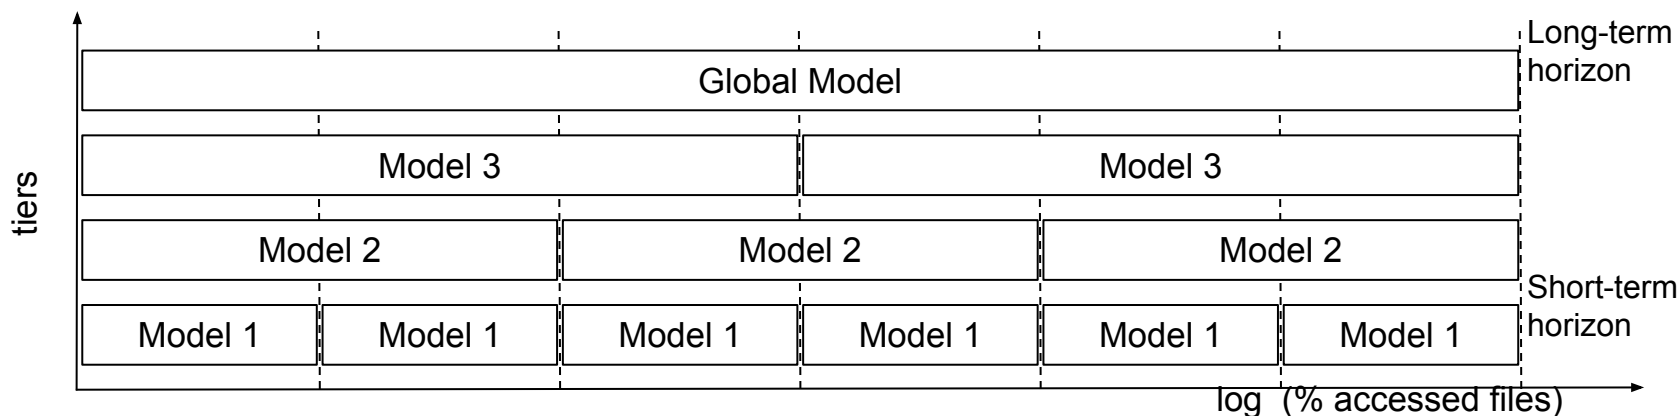 Long-term
horizon
Global Model
tiers
Model 3 Model 3
Model 2 Model 2 Model 2
Short-term
horizon
Model 1 Model 1 Model 1 Model 1 Model 1 Model 1
log (% accessed files)